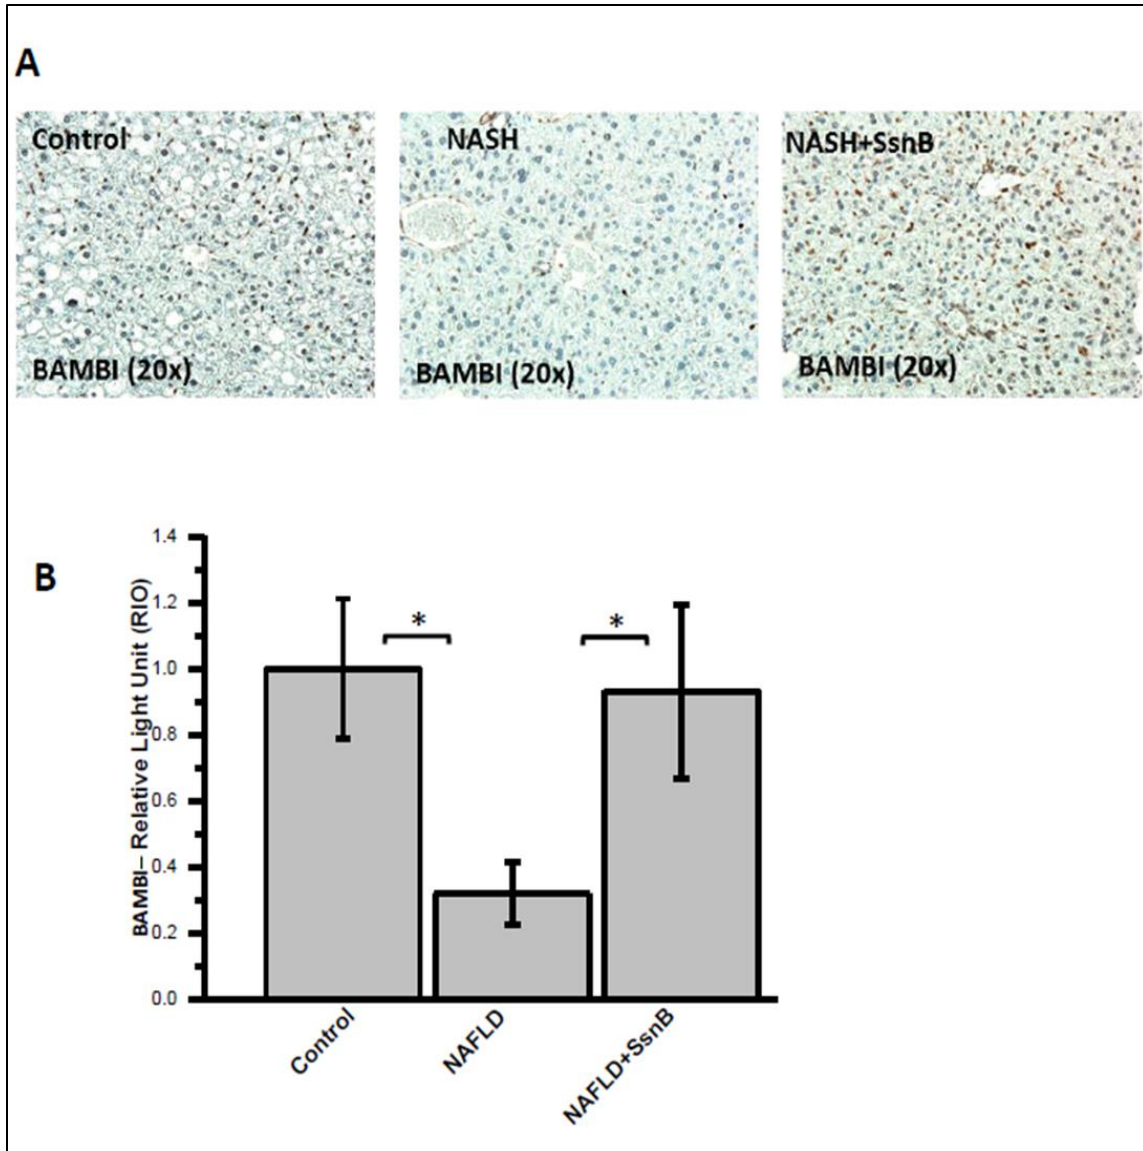 A
Control
NASH
NASH+SsnB
BAMBI (20x)
BAMBI (20x)
BAMBI (20x)
B
BAMBI– Relative Light Unit (RIO)
1.4
1.2
1.0
0.8
0.6
0.4
0.2
0.0
*
*
Control
NAFLD
NAFLD+SsnB